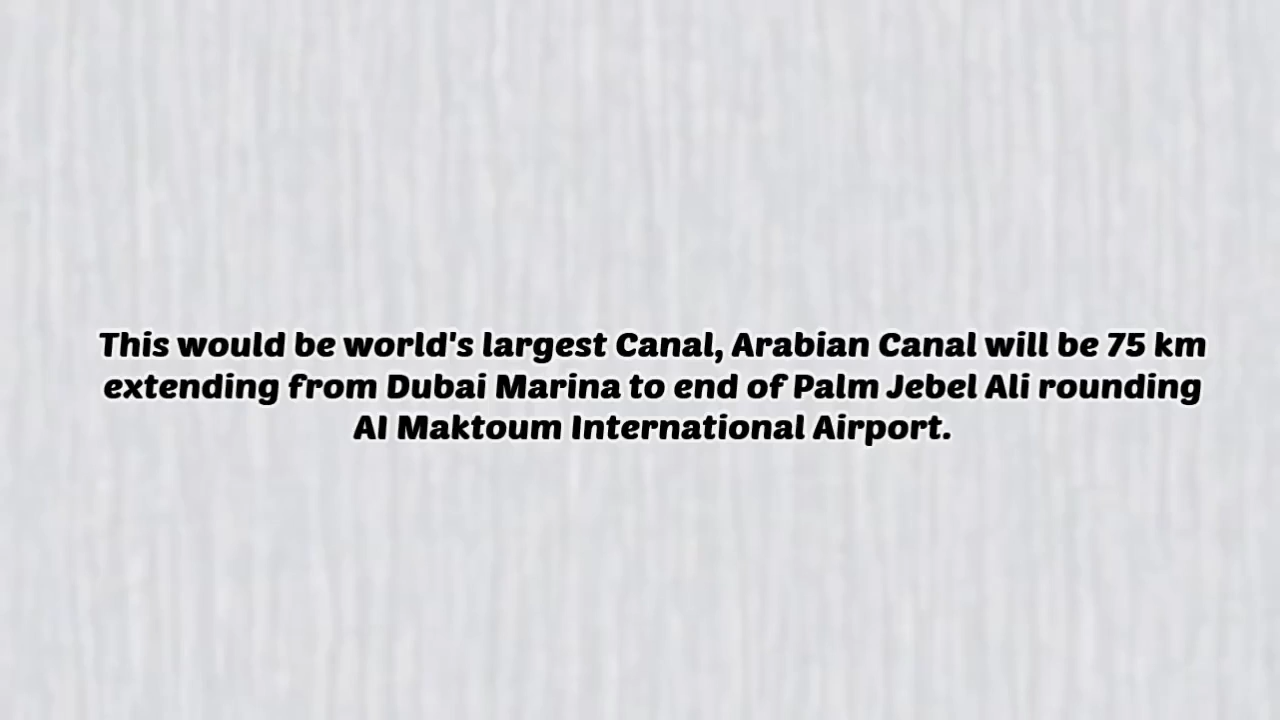 This would be world's largest Canal, Arabian Canal will be 75 km
extending from Dubai Marina to end of Palm Jebel Ali rounding
Al Maktoum International Airport.